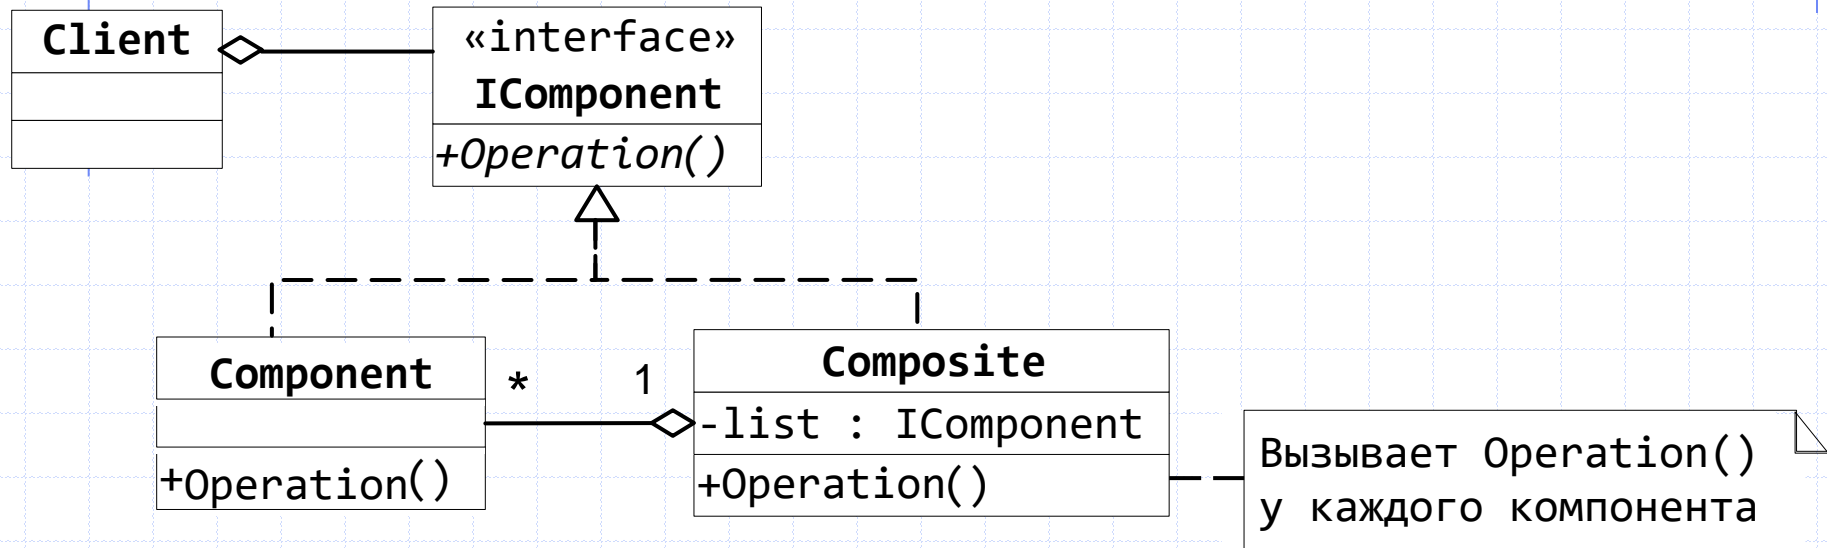 Client
«interface»
IComponent
+Operation()
Component
+Operation()
* 1
Composite
-list : IComponent
+Operation()
Вызывает Operation()
у каждого компонента